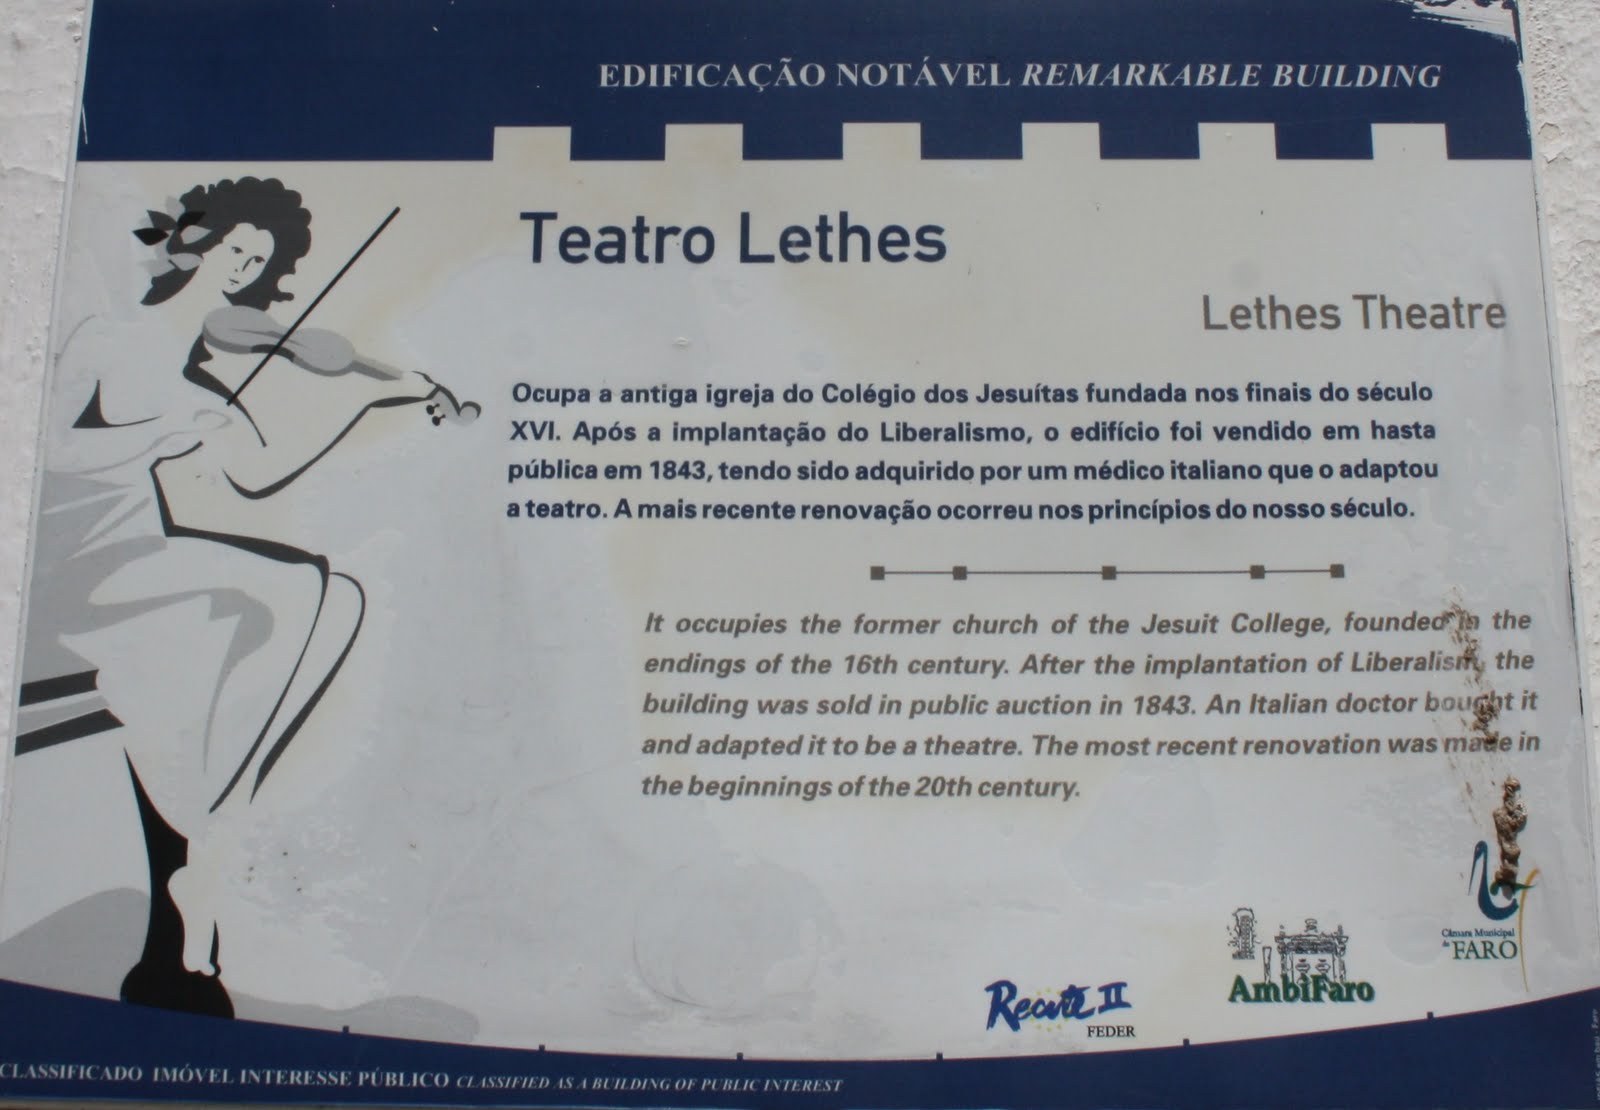 EDIFICAÇÃO NOTÁVEL REMARKABLE BUILDING
Teatro Lethes
Lethes Theatre
Ocupa a antiga igreja do Colégio dos Jesuítas fundada nos finais do século
XVI. Após a implantação do Liberalismo, o edifício foi vendido em hasta
pública em 1843, tendo sido adquirido por um médico italiano que o adaptou
a teatro. A mais recente renovação ocorreu nos princípios do nosso século.
It occupies the former church of the Jesuit College, founded in the
endings of the 16th century. After the implantation of Liberalism, the
building was sold in public auction in 1843. An Italian doctor bought it
and adapted it to be a theatre. The most recent renovation was made in
the beginnings of the 20th century.
Câmara Municipal
de FARO
AmbiFaro
II
FEDER
CLASSIFICADO IMÓVEL INTERESSE PÚBLICO CLASSIFIED AS A BUILDING OF PUBLIC INTEREST